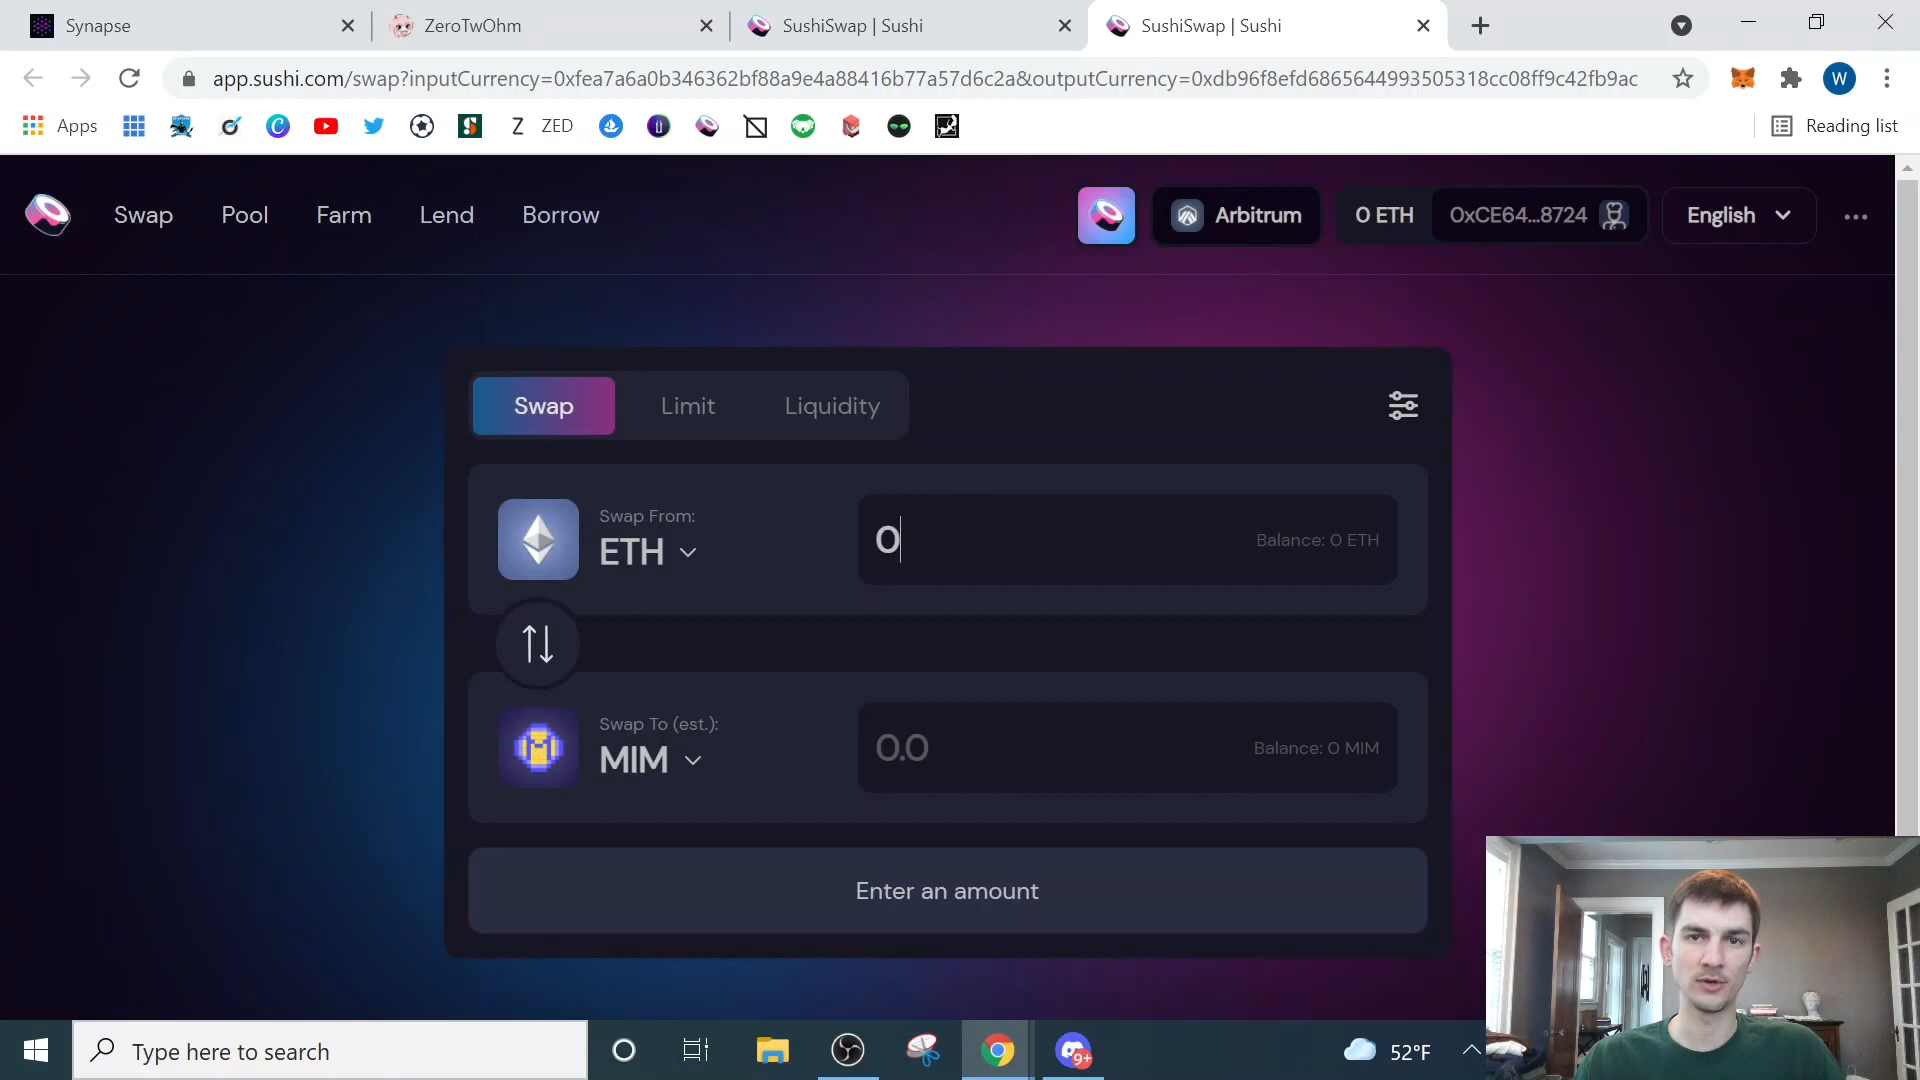 Synapse
ZeroTwOhm
SushiSwap | Sushi
SushiSwap | Sushi
app.sushi.com/swap?inputCurrency=0xfea7a6a0b346362bf88a9e4a88416b77a57d6c2a&outputCurrency=0xdb96f8efd6865644993505318cc08ff9c42fb9ac
W
Apps
Z ZED
Reading list
Swap
Pool
Farm
Lend
Borrow
Arbitrum
0 ETH
0xCE64...8724
English
Swap
Limit
Liquidity
Swap From:
ETH
0
Balance: 0 ETH
Swap To (est.):
MIM
0.0
Balance: 0 MIM
Enter an amount
Type here to search
9+
52°F